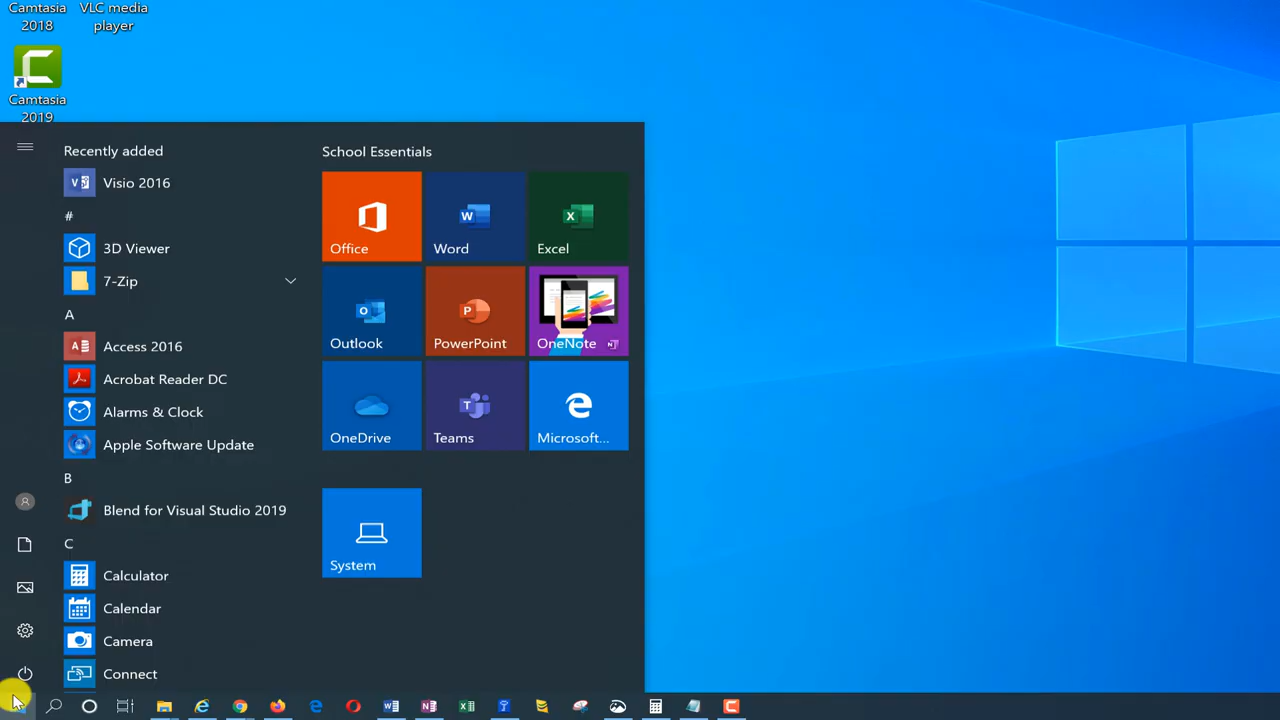 Camtasia
2018
VLC media
player
Camtasia
2019
Recently added
Visio 2016
#
3D Viewer
7-Zip
A
Access 2016
Acrobat Reader DC
Alarms & Clock
Apple Software Update
B
Blend for Visual Studio 2019
C
Calculator
Calendar
Camera
Connect
School Essentials
Office
Word
Excel
Outlook
PowerPoint
OneNote
OneDrive
Teams
Microsoft...
System